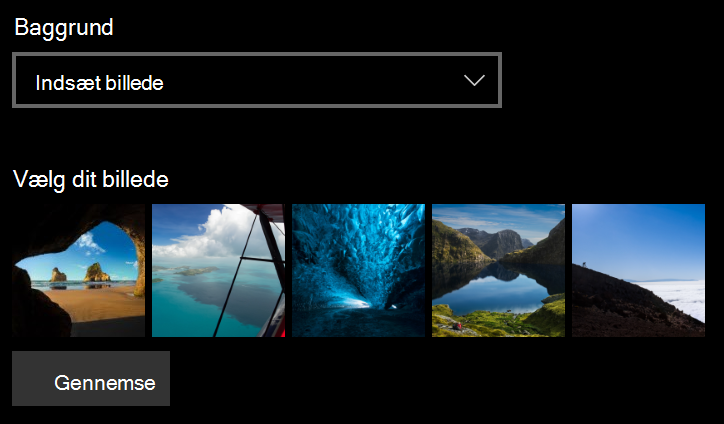 Baggrund
Indsæt billede
Vælg dit billede
Gennemse